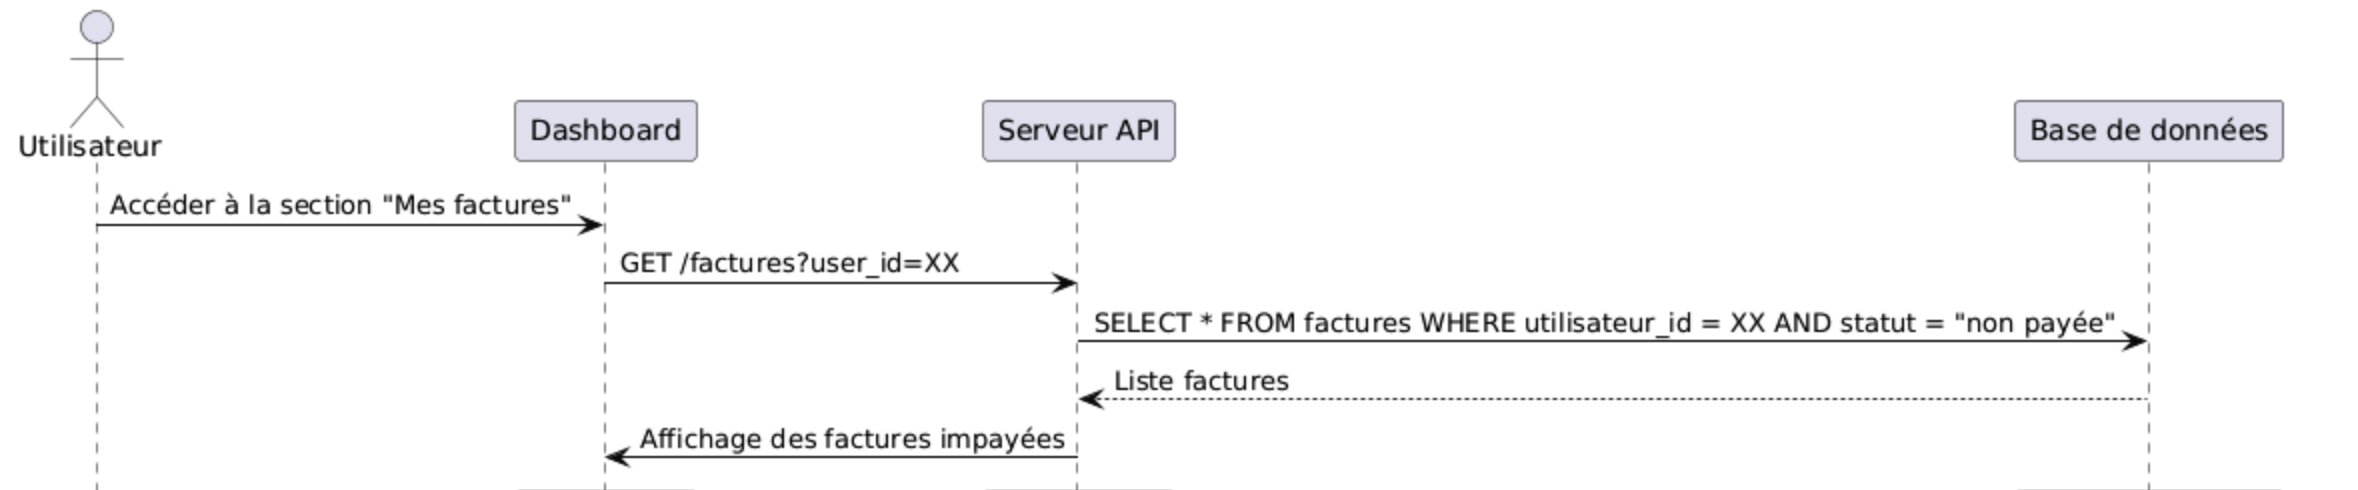 Utilisateur
Dashboard
Serveur API
Base de données
Accéder à la section "Mes factures"
GET /factures?user_id=XX
SELECT * FROM factures WHERE utilisateur_id = XX AND statut = "non payée"
Liste factures
Affichage des factures impayées